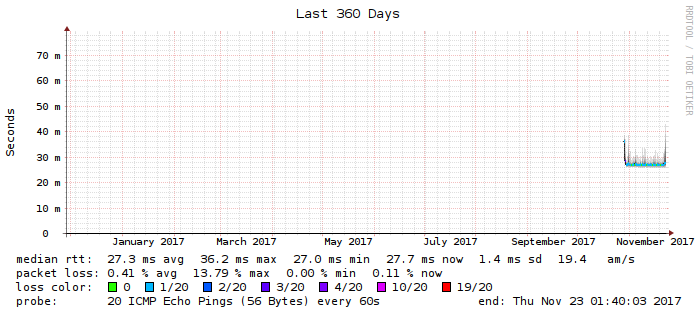 Last 360 Days
RRDTOOL / TOBI OETIKER
Seconds
70 m
60 m
50 m
40 m
30 m
20 m
10 m
0
January 2017 March 2017 May 2017 July 2017 September 2017 November 2017
median rtt: 27.3 ms avg 36.2 ms max 27.0 ms min 27.7 ms now 1.4 ms sd 19.4 am/s
packet loss: 0.41 % avg 13.79 % max 0.00 % min 0.11 % now
loss color: 0 1/20 2/20 3/20 4/20 10/20 19/20
probe: 20 ICMP Echo Pings (56 Bytes) every 60s end: Thu Nov 23 01:40:03 2017